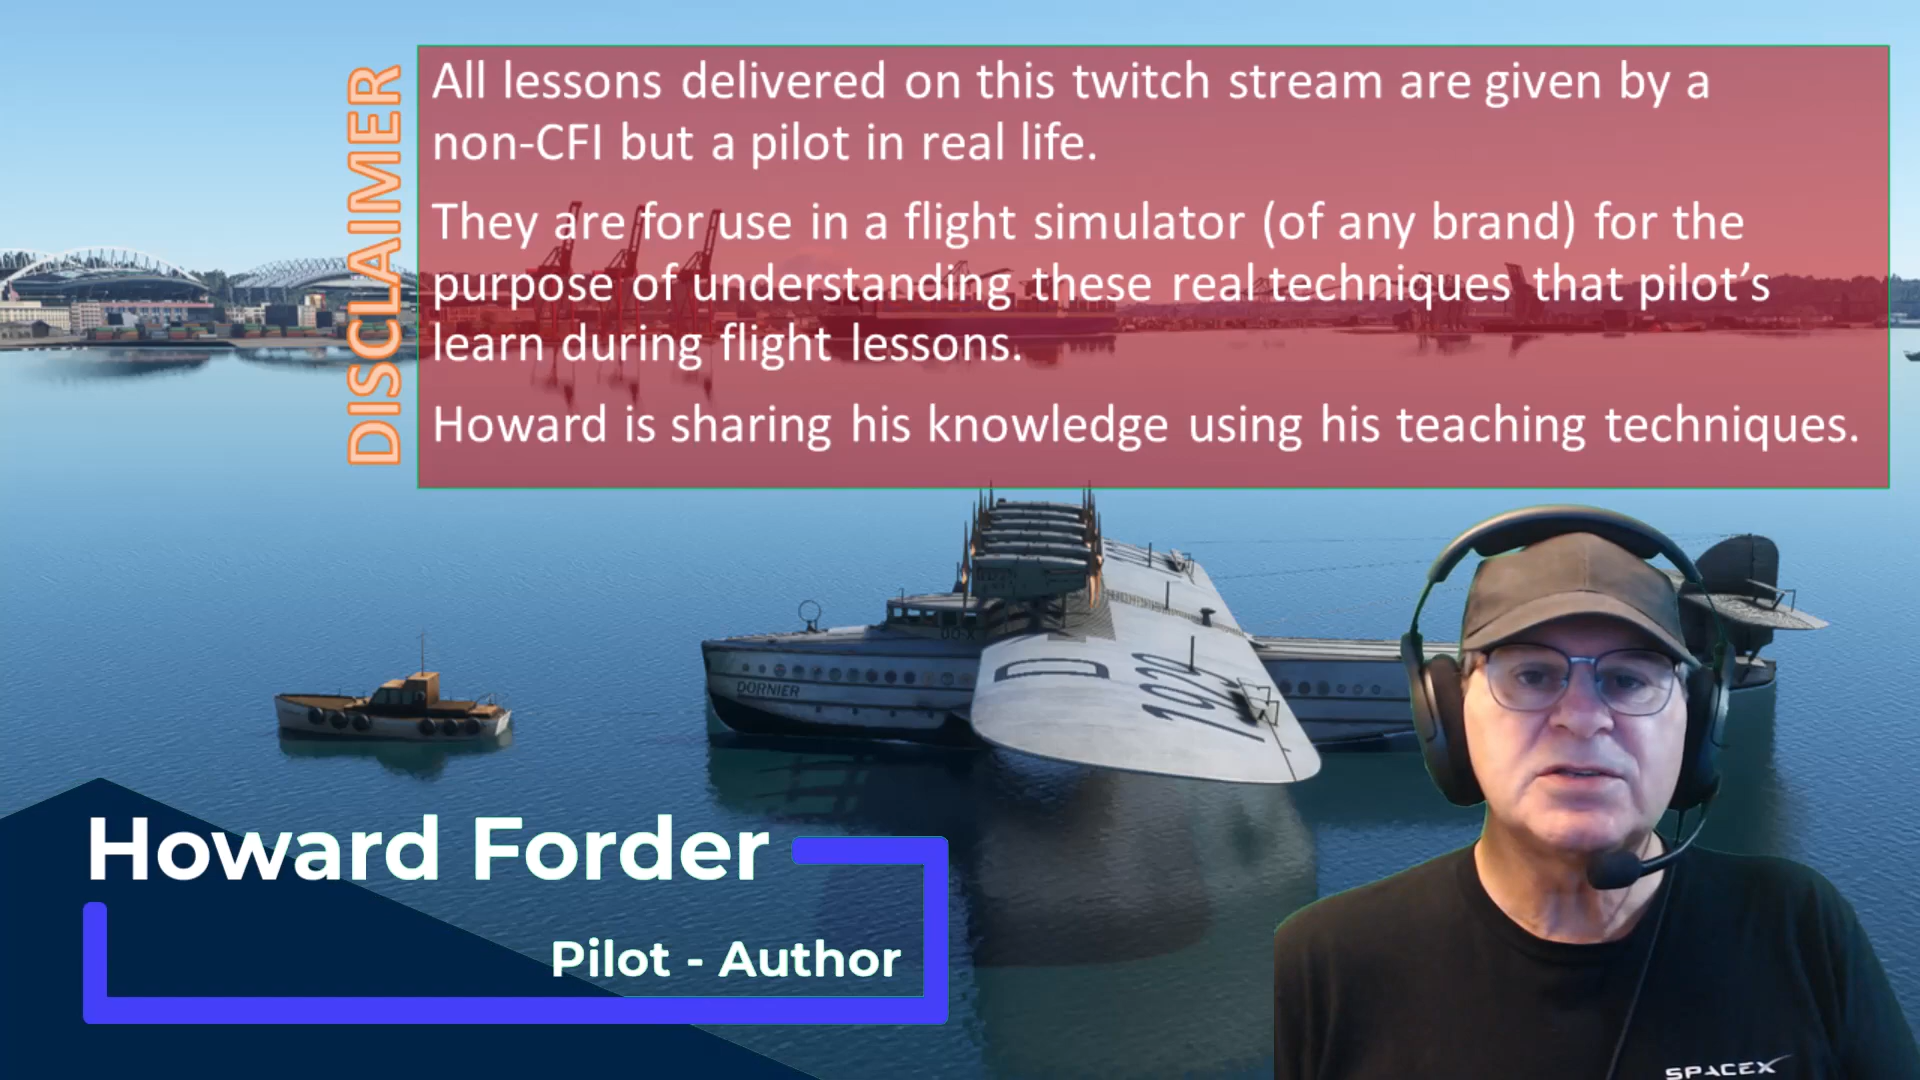 DISCLAIMER
All lessons delivered on this twitch stream are given by a
non-CFI but a pilot in real life.
They are for use in a flight simulator (of any brand) for the
purpose of understanding these real techniques that pilot’s
learn during flight lessons.
Howard is sharing his knowledge using his teaching techniques.
DO-X
DORNIER
D
1929
Howard Forder
Pilot - Author
SPACEX